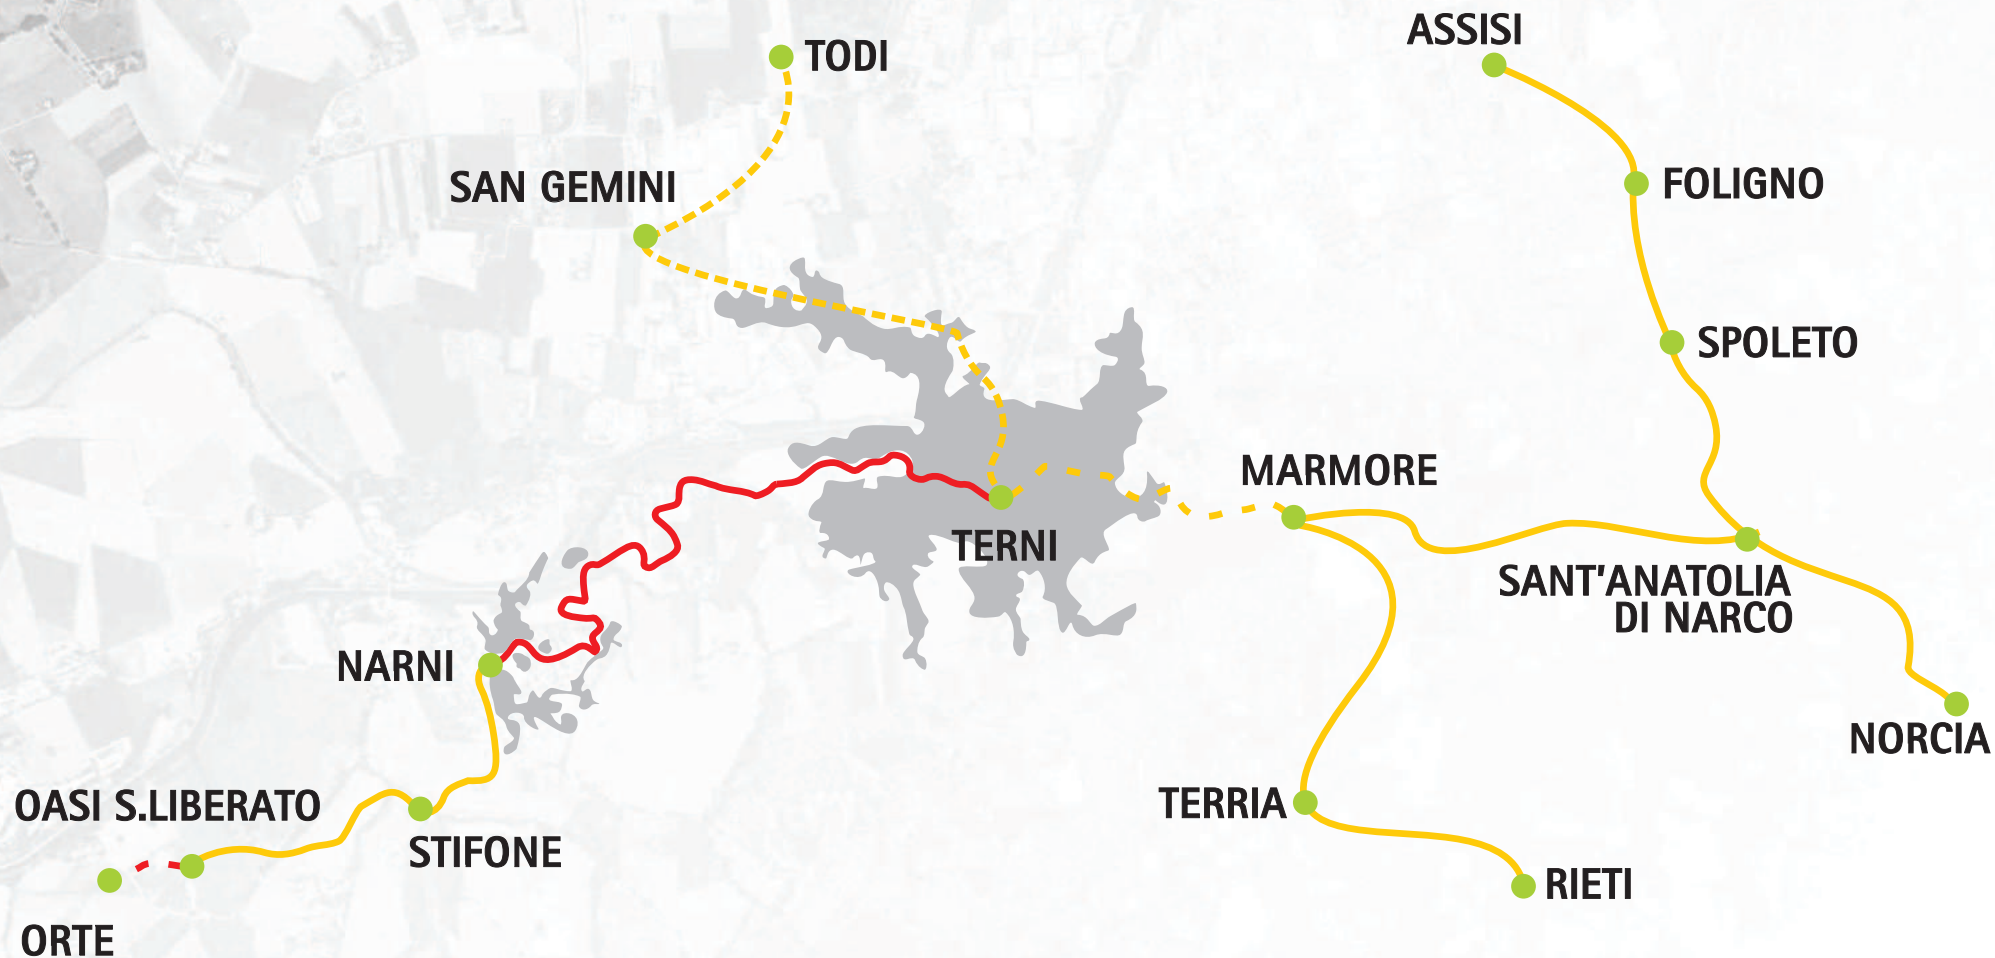 ASSISI
TODI
FOLIGNO
SAN GEMINI
SPOLETO
MARMORE
TERNI
SANT'ANATOLIA
DI NARCO
NARNI
NORCIA
OASI S.LIBERATO
TERRIA
STIFONE
RIETI
ORTE